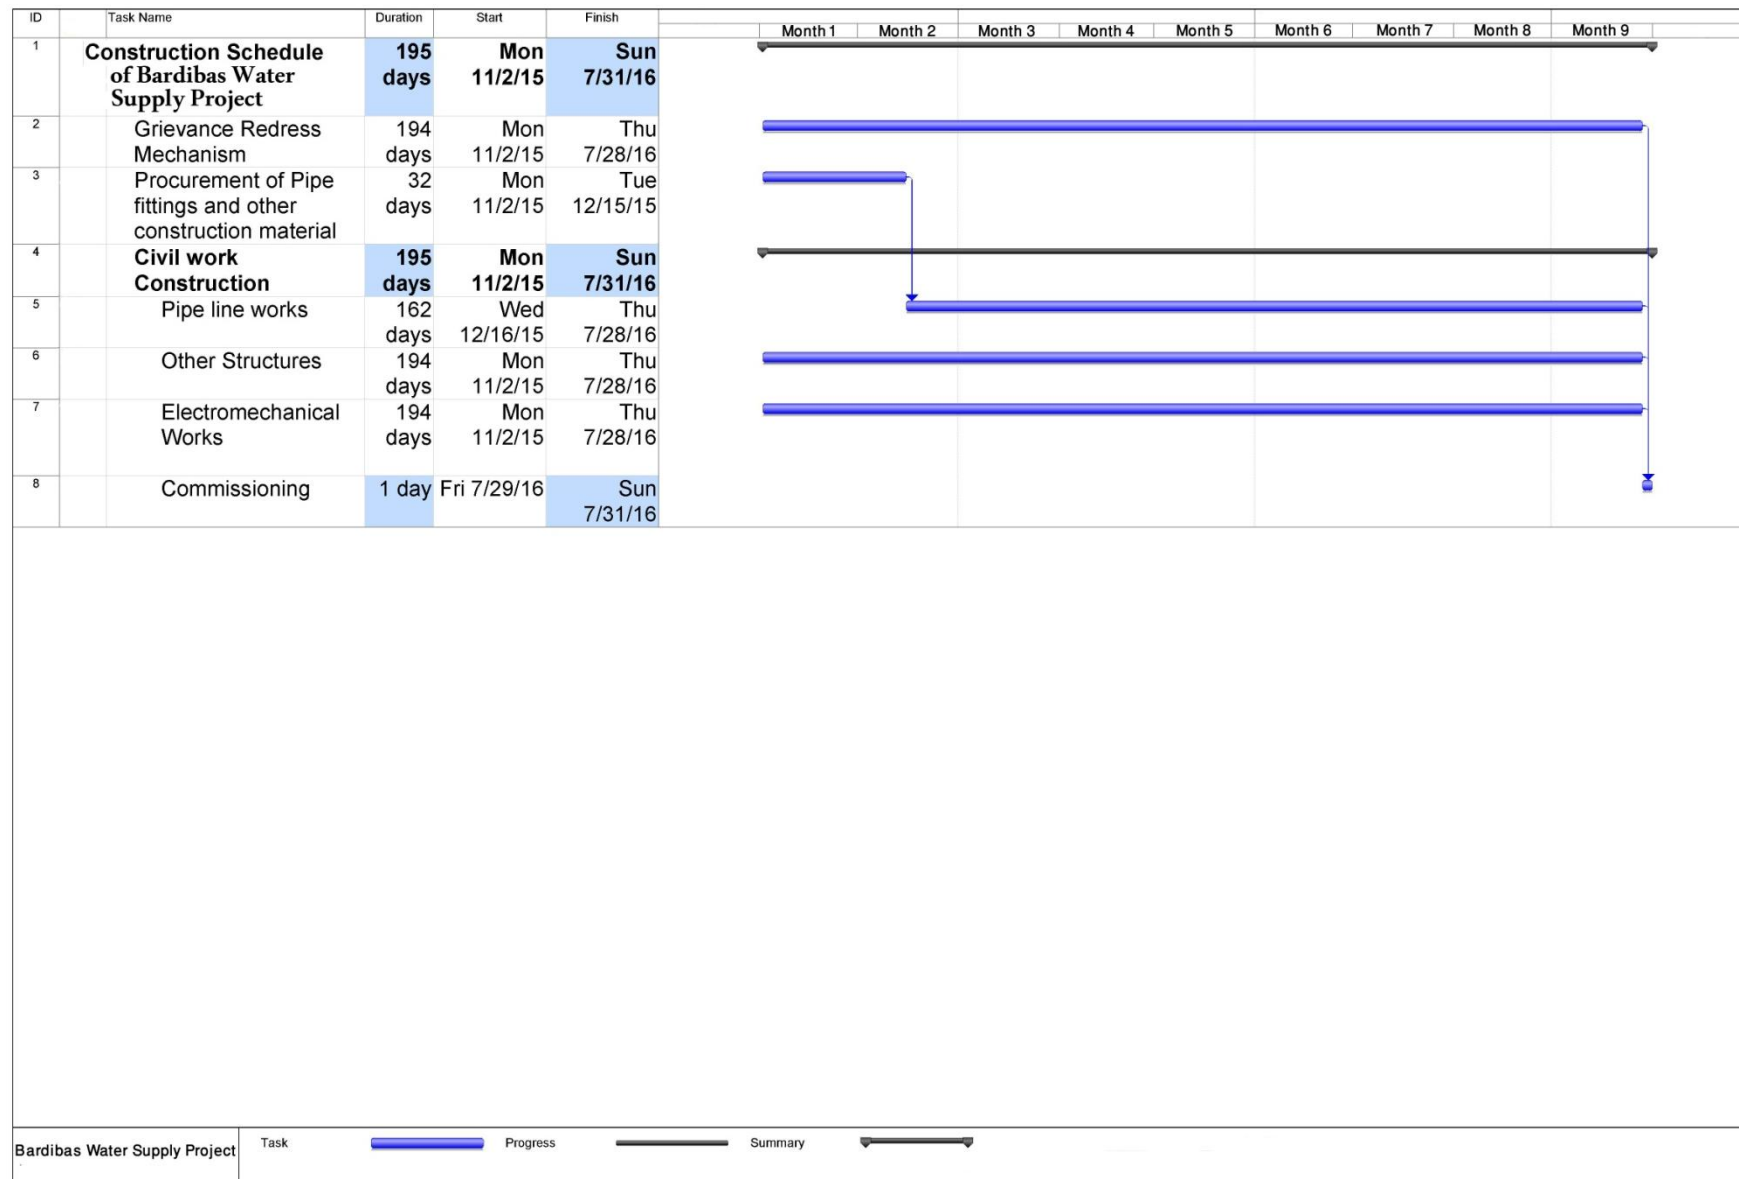 ID Task Name Duration Start Finish
Month 1 Month 2 Month 3 Month 4 Month 5 Month 6 Month 7 Month 8 Month 9
1 Construction Schedule 195 Mon Sun
of Bardibas Water days 11/2/15 7/31/16
Supply Project
2 Grievance Redress 194 Mon Thu
Mechanism days 11/2/15 7/28/16
3 Procurement of Pipe 32 Mon Tue
fittings and other days 11/2/15 12/15/15
construction material
4 Civil work 195 Mon Sun
Construction days 11/2/15 7/31/16
5 Pipe line works 162 Wed Thu
days 12/16/15 7/28/16
6 Other Structures 194 Mon Thu
days 11/2/15 7/28/16
7 Electromechanical 194 Mon Thu
Works days 11/2/15 7/28/16
8 Commissioning 1 day Fri 7/29/16 Sun
7/31/16
Bardibas Water Supply Project Task Progress Summary